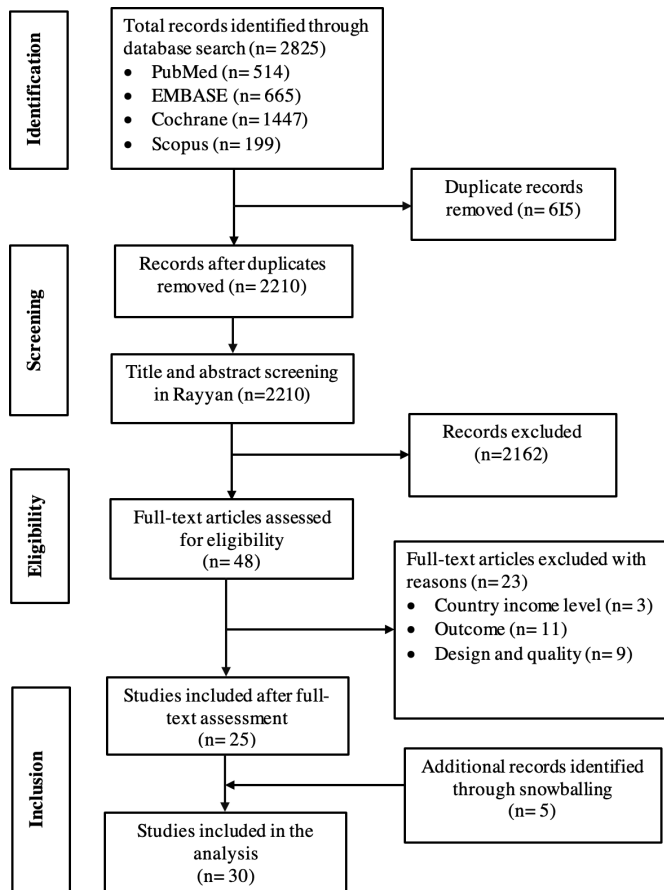 Identification
Total records identified through
database search (n= 2825)
• PubMed (n= 514)
• EMBASE (n= 665)
• Cochrane (n= 1447)
• Scopus (n= 199)
Duplicate records
removed (n= 6I5)
Screening
Records after duplicates
removed (n= 2210)
Title and abstract screening
in Rayyan (n=2210)
Records excluded
(n=2162)
Eligibility
Full-text articles assessed
for eligibility
(n= 48)
Full-text articles excluded with
reasons (n= 23)
• Country income level (n= 3)
• Outcome (n= 11)
• Design and quality (n= 9)
Inclusion
Studies included after full-
text assessment
(n= 25)
Additional records identified
through snowballing
(n= 5)
Studies included in the
analysis
(n= 30)